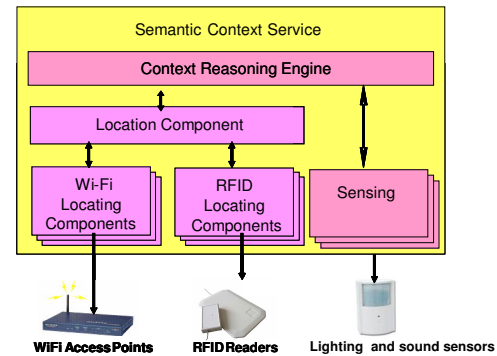 Semantic Context Service
Context Reasoning Engine
Location Component
Wi-Fi
Locating
Components
RFID
Locating
Components
Sensing
WiFi Access Points
RFID Readers
Lighting and sound sensors